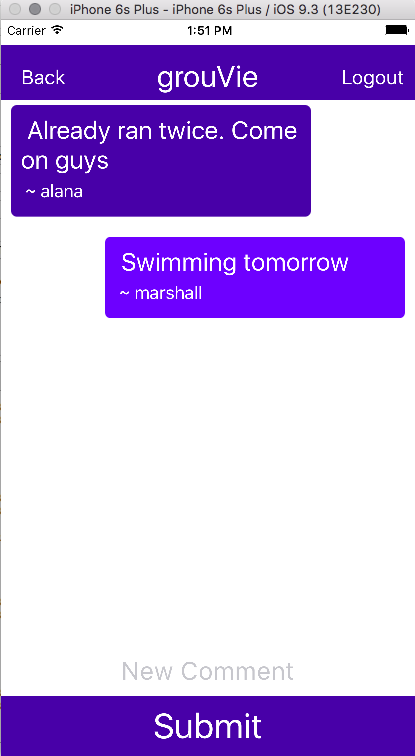 iPhone 6s Plus - iPhone 6s Plus / iOS 9.3 (13E230)
Carrier 1:51 PM
Back grouVie Logout
Already ran twice. Come
on guys
~ alana
Swimming tomorrow
~ marshall
New Comment
Submit